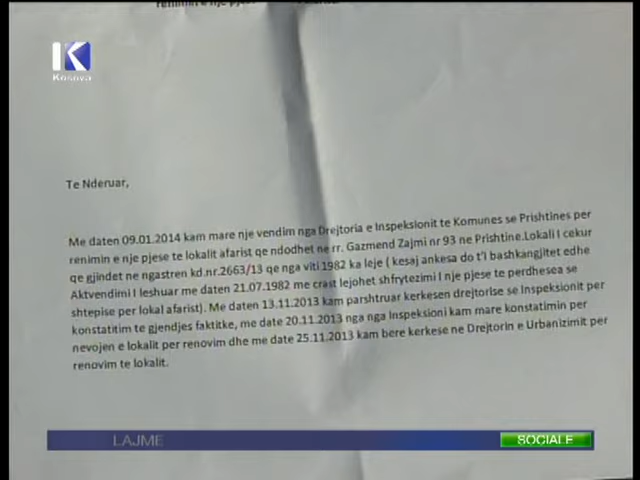 K
Kosova
Te Nderuar,
Me daten 09.01.2014 kam mare nje vendim nga Drejtoria e Inspeksionit te Komunes se Prishtines per
renimin e nje pjese te lokalit afarist qe ndodhet ne rr. Gazmend Zajmi nr 93 ne Prishtine.Lokali I cekur
qe gjindet ne ngastren kd.nr.2663/13 qe nga viti 1982 ka leje ( kesaj ankesa do t'i bashkangjitet edhe
Aktvendimi I leshuar me daten 21.07.1982 me crast lejohet shfrytezimi I nje pjese te perdhesea se
shtepise per lokal afarist). Me daten 13.11.2013 kam parshtruar kerkesen drejtorise se Inspeksionit per
konstatitim te gjendjes faktitke, me date 20.11.2013 nga nga Inspeksioni kam mare konstatimin per
nevojen e lokalit per renovim dhe me date 25.11.2013 kam bere kerkese ne Drejtorin e Urbanizimit per
renovim te lokalit.
LAJME
SOCIALE